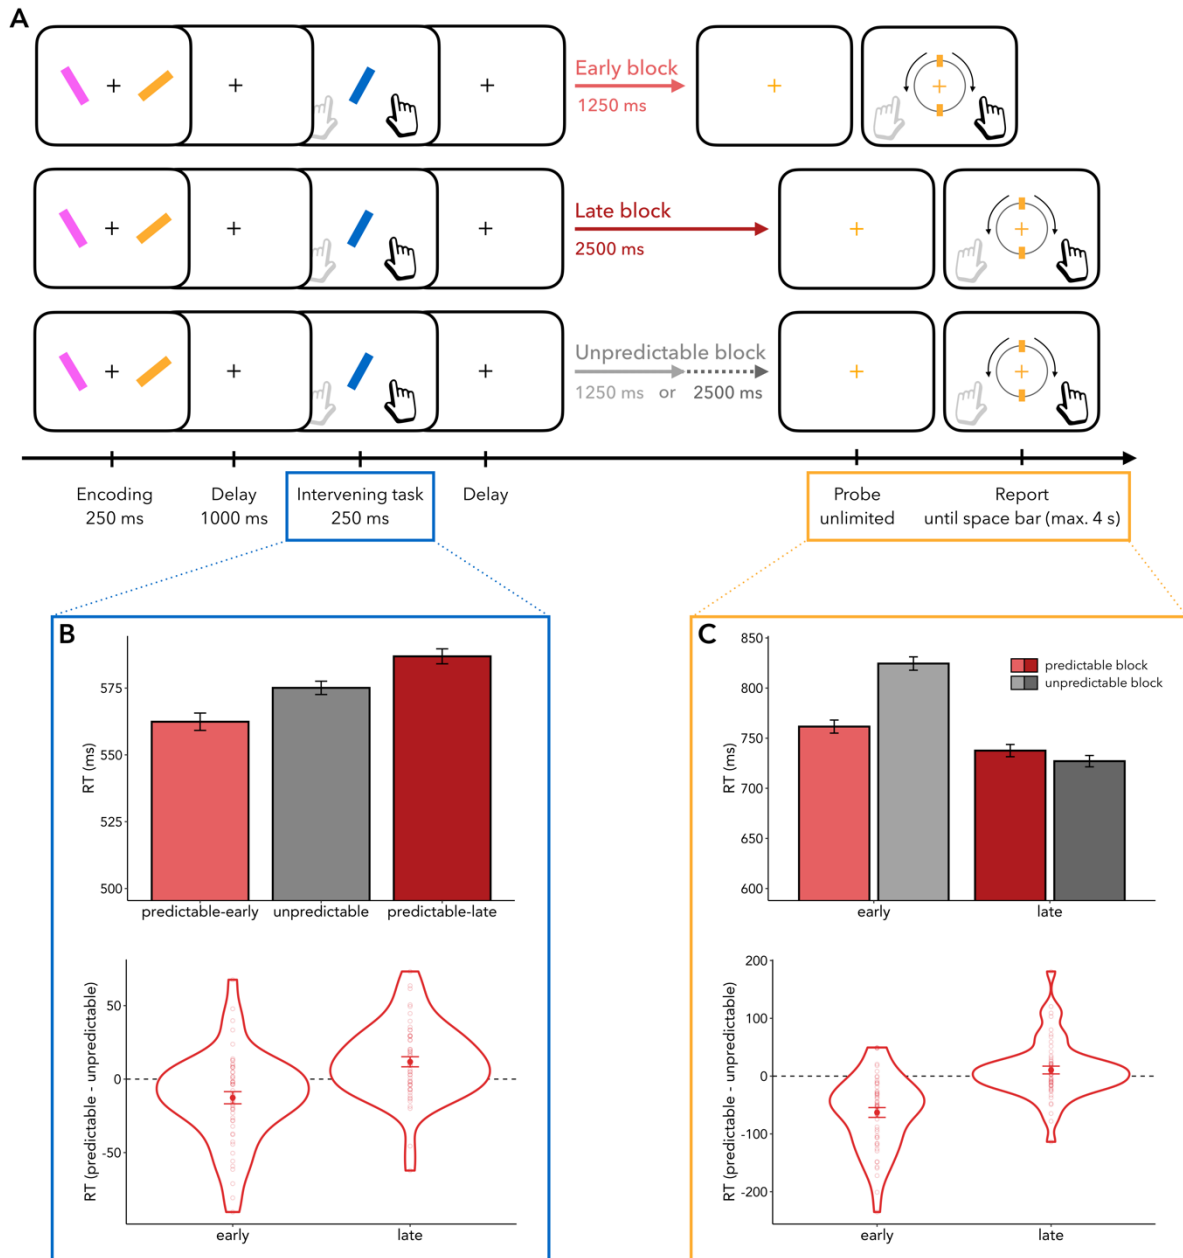 A
Early block
1250 ms
Late block
2500 ms
Unpredictable block
1250 ms or 2500 ms
Encoding
250 ms
Delay
1000 ms
Intervening task
250 ms
Delay
Probe
unlimited
Report
until space bar (max. 4 s)
B
RT (ms)
575
550
525
500
predictable-early
unpredictable
predictable-late
RT (predictable - unpredictable)
50
0
-50
early
late
C
RT (ms)
850
800
750
700
650
600
predictable block
unpredictable block
early
late
RT (predictable - unpredictable)
200
100
0
-100
-200
early
late